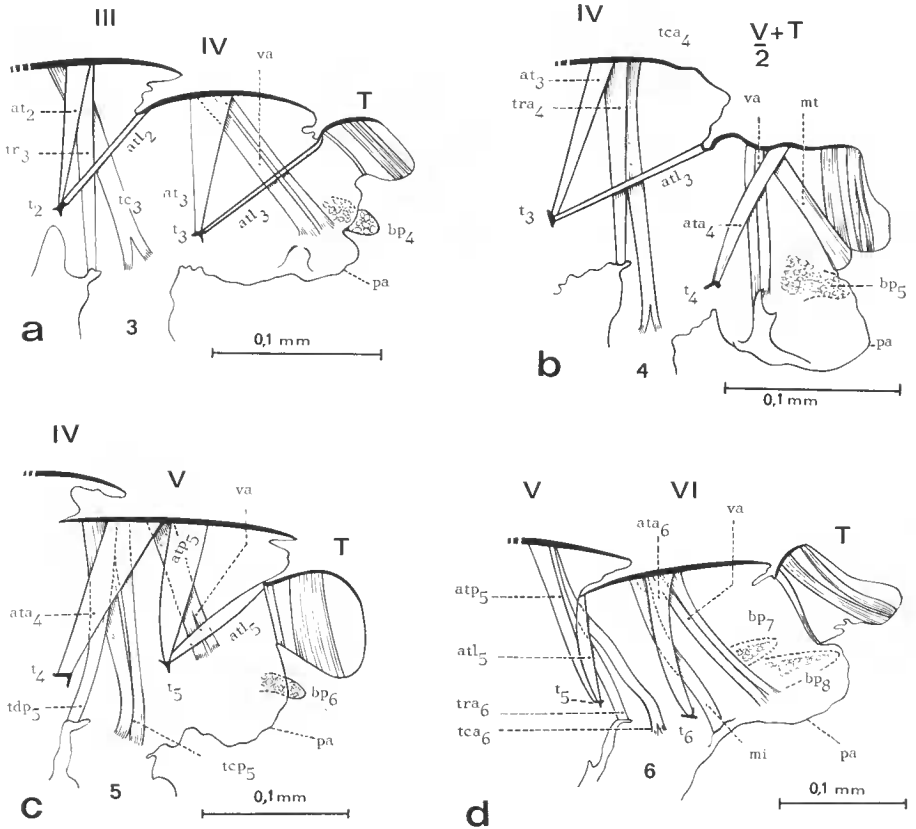 III
IV
va
T
at2
tr3
atl2
tc3
at3
atl3
t2
t3
bp4
pa
a
3
0,1 mm
IV
tca4
V/2+T
at3
tra4
va
mt
atl3
t3
ata4
t4
bp5
pa
b
4
0,1 mm
IV
V
va
T
atp5
ata4
atl5
t4
t5
tdp5
bp6
pa
tcp5
c
5
0,1 mm
V
VI
ata6
va
T
atp5
atl5
bp7
t5
bp8
tra6
tca6
t6
mi
pa
d
6
0,1 mm